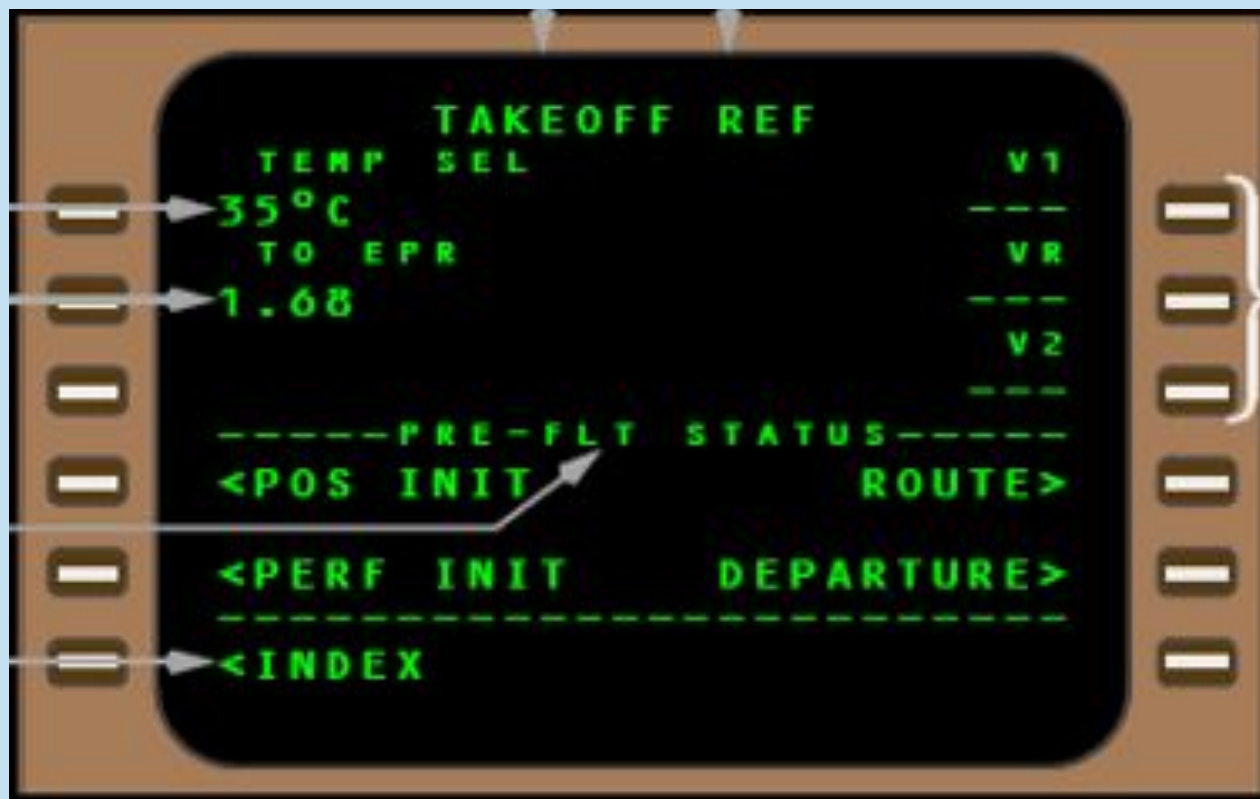 TAKEOFF REF
TEMP SEL V1
35°C ---
TO EPR VR
1.68 ---
V2
---
-----PRE-FLT STATUS-----
<POS INIT ROUTE>
<PERF INIT DEPARTURE>
------------------------
<INDEX